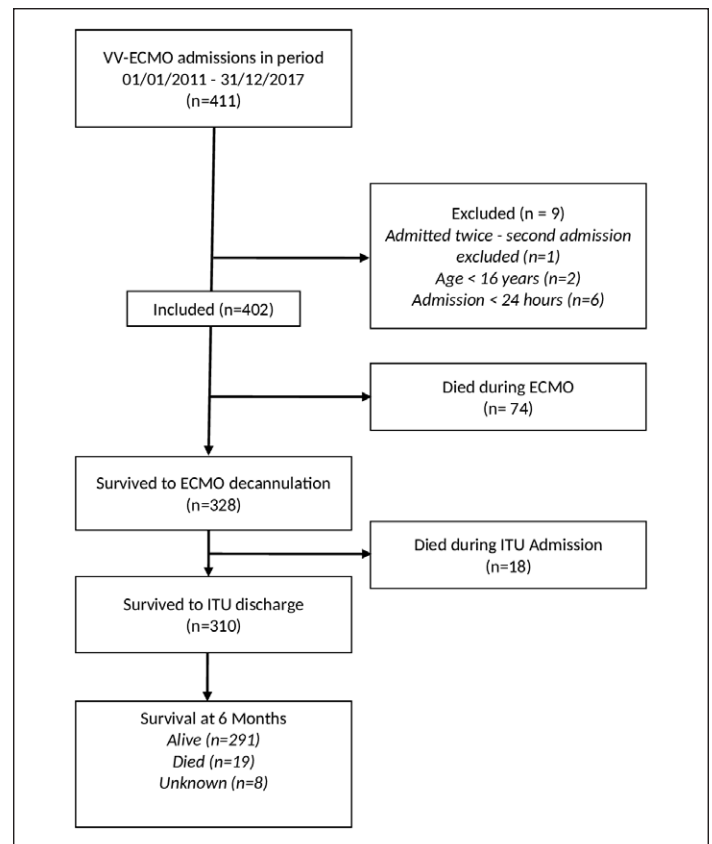 VV-ECMO admissions in period
01/01/2011 - 31/12/2017
(n=411)
Excluded (n = 9)
Admitted twice - second admission
excluded (n=1)
Age < 16 years (n=2)
Admission < 24 hours (n=6)
Included (n=402)
Died during ECMO
(n= 74)
Survived to ECMO decannulation
(n=328)
Died during ITU Admission
(n=18)
Survived to ITU discharge
(n=310)
Survival at 6 Months
Alive (n=291)
Died (n=19)
Unknown (n=8)